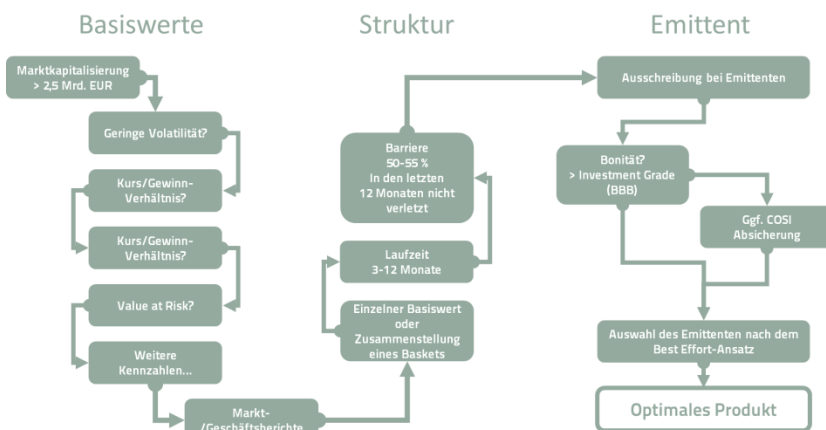 Basiswerte
Marktkapitalisierung
> 2,5 Mrd. EUR
Geringe Volatilität?
Kurs/Gewinn-
Verhältnis?
Kurs/Gewinn-
Verhältnis?
Value at Risk?
Weitere
Kennzahlen...
Markt-
/Geschäftsberichte
Struktur
Barriere
50-55 %
In den letzten
12 Monaten nicht
verletzt
Laufzeit
3-12 Monate
Einzelner Basiswert
oder
Zusammenstellung
eines Baskets
Emittent
Ausschreibung bei Emittenten
Bonität?
> Investment Grade
(BBB)
Ggf. COSI
Absicherung
Auswahl des Emittenten nach dem
Best Effort-Ansatz
Optimales Produkt